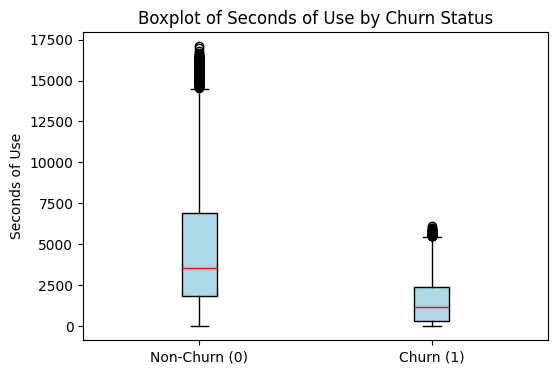 Boxplot of Seconds of Use by Churn Status
Seconds of Use
17500
15000
12500
10000
7500
5000
2500
0
Non-Churn (0)
Churn (1)